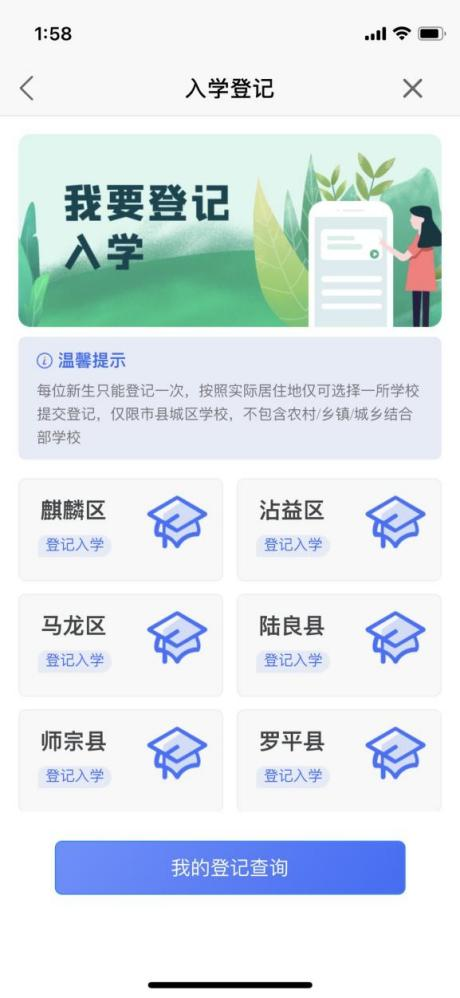 1:58
入学登记
我要登记
入学
温馨提示
每位新生只能登记一次，按照实际居住地仅可选择一所学校
提交登记，仅限市县城区学校，不包含农村/乡镇/城乡结合
部学校
麒麟区
登记入学
沾益区
登记入学
马龙区
登记入学
陆良县
登记入学
师宗县
登记入学
罗平县
登记入学
我的登记查询